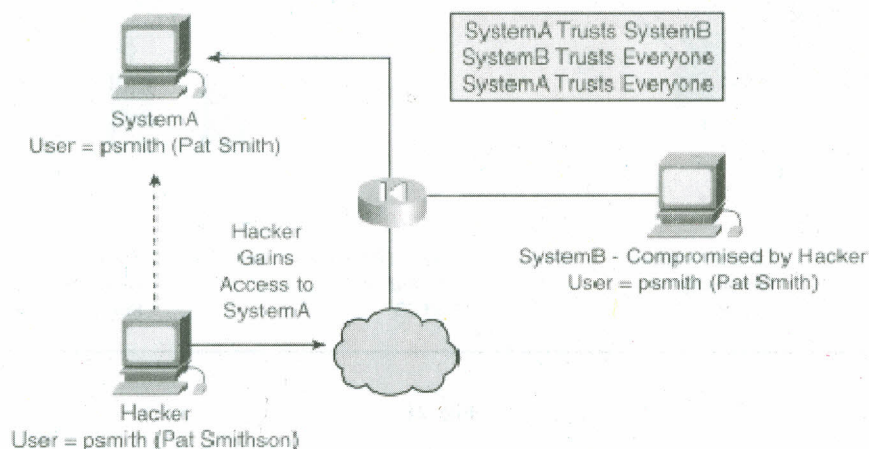 SystemA Trusts SystemB
SystemB Trusts Everyone
SystemA Trusts Everyone
SystemA
User = psmith (Pat Smith)
Hacker
Gains
Access to
SystemA
SystemB - Compromised by Hacker
User = psmith (Pat Smith)
Hacker
User = psmith (Pat Smithson)